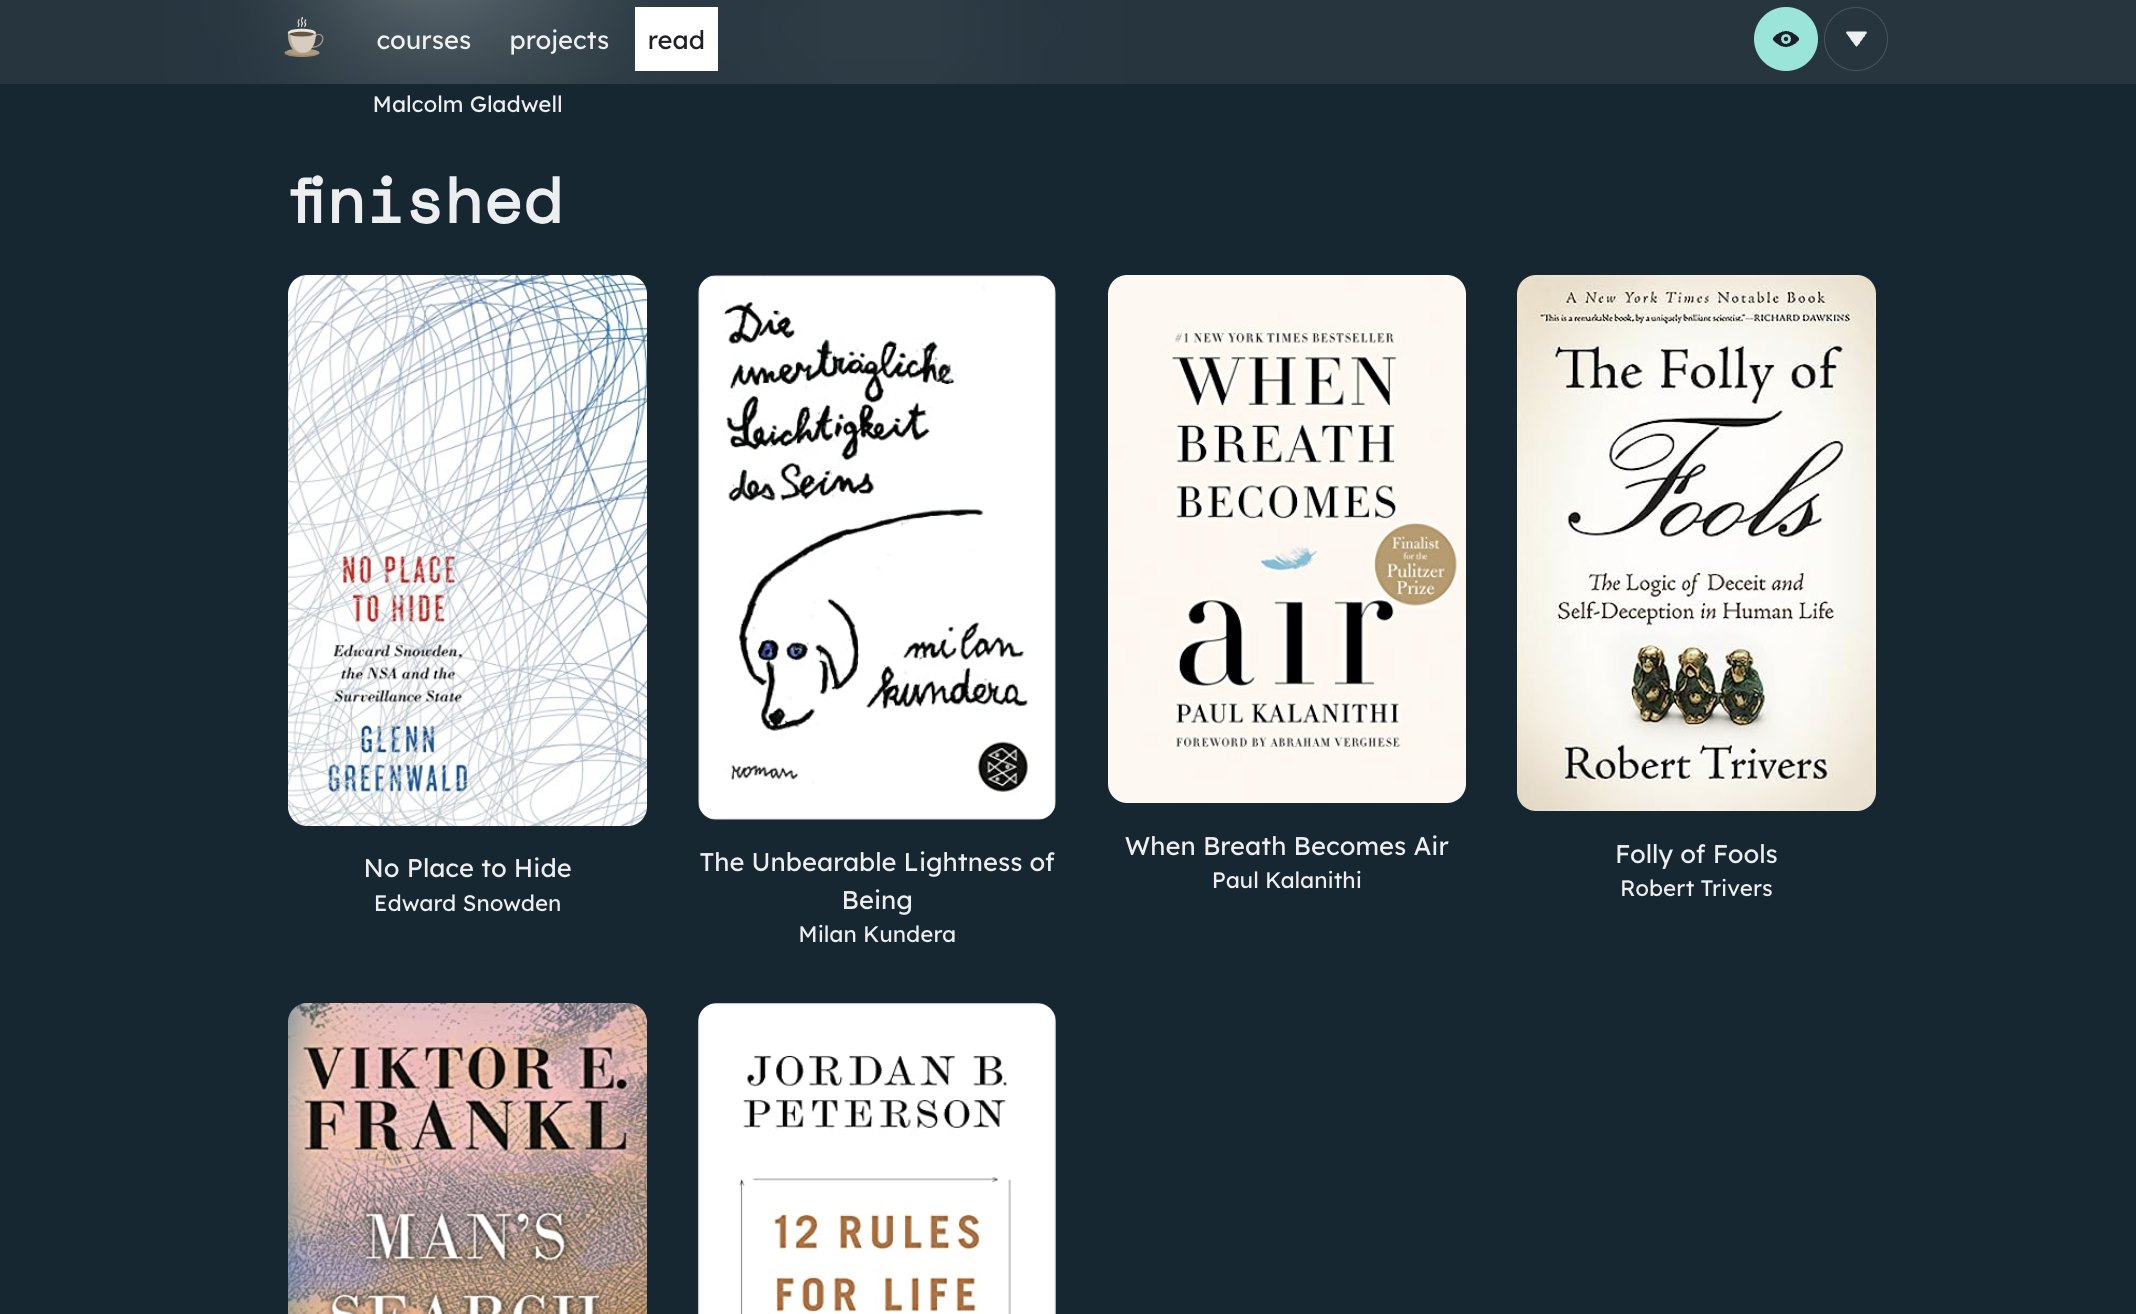 courses projects read
Malcolm Gladwell
finished
NO PLACE
TO HIDE
Edward Snowden,
the NSA and the
Surveillance State
GLENN
GREENWALD
No Place to Hide
Edward Snowden
Die
unerträgliche
Leichtigkeit
des Seins
milan
kundera
roman
The Unbearable Lightness of
Being
Milan Kundera
#1 NEW YORK TIMES BESTSELLER
WHEN
BREATH
BECOMES
Finalist
for the
Pulitzer
Prize
air
PAUL KALANITHI
FOREWORD BY ABRAHAM VERGHESE
When Breath Becomes Air
Paul Kalanithi
A New York Times Notable Book
"This is a remarkable book, by a uniquely brilliant scientist."—RICHARD DAWKINS
The Folly of
Fools
The Logic of Deceit and
Self-Deception in Human Life
Robert Trivers
Folly of Fools
Robert Trivers
VIKTOR E.
FRANKL
MAN'S
SEARCH
JORDAN B.
PETERSON
12 RULES
FOR LIFE